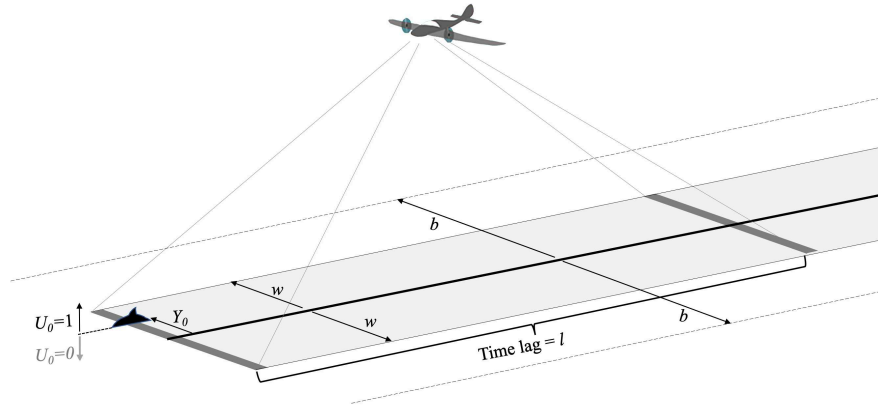 b
w
U₀=1
Y₀
w
b
U₀=0
Time lag = l